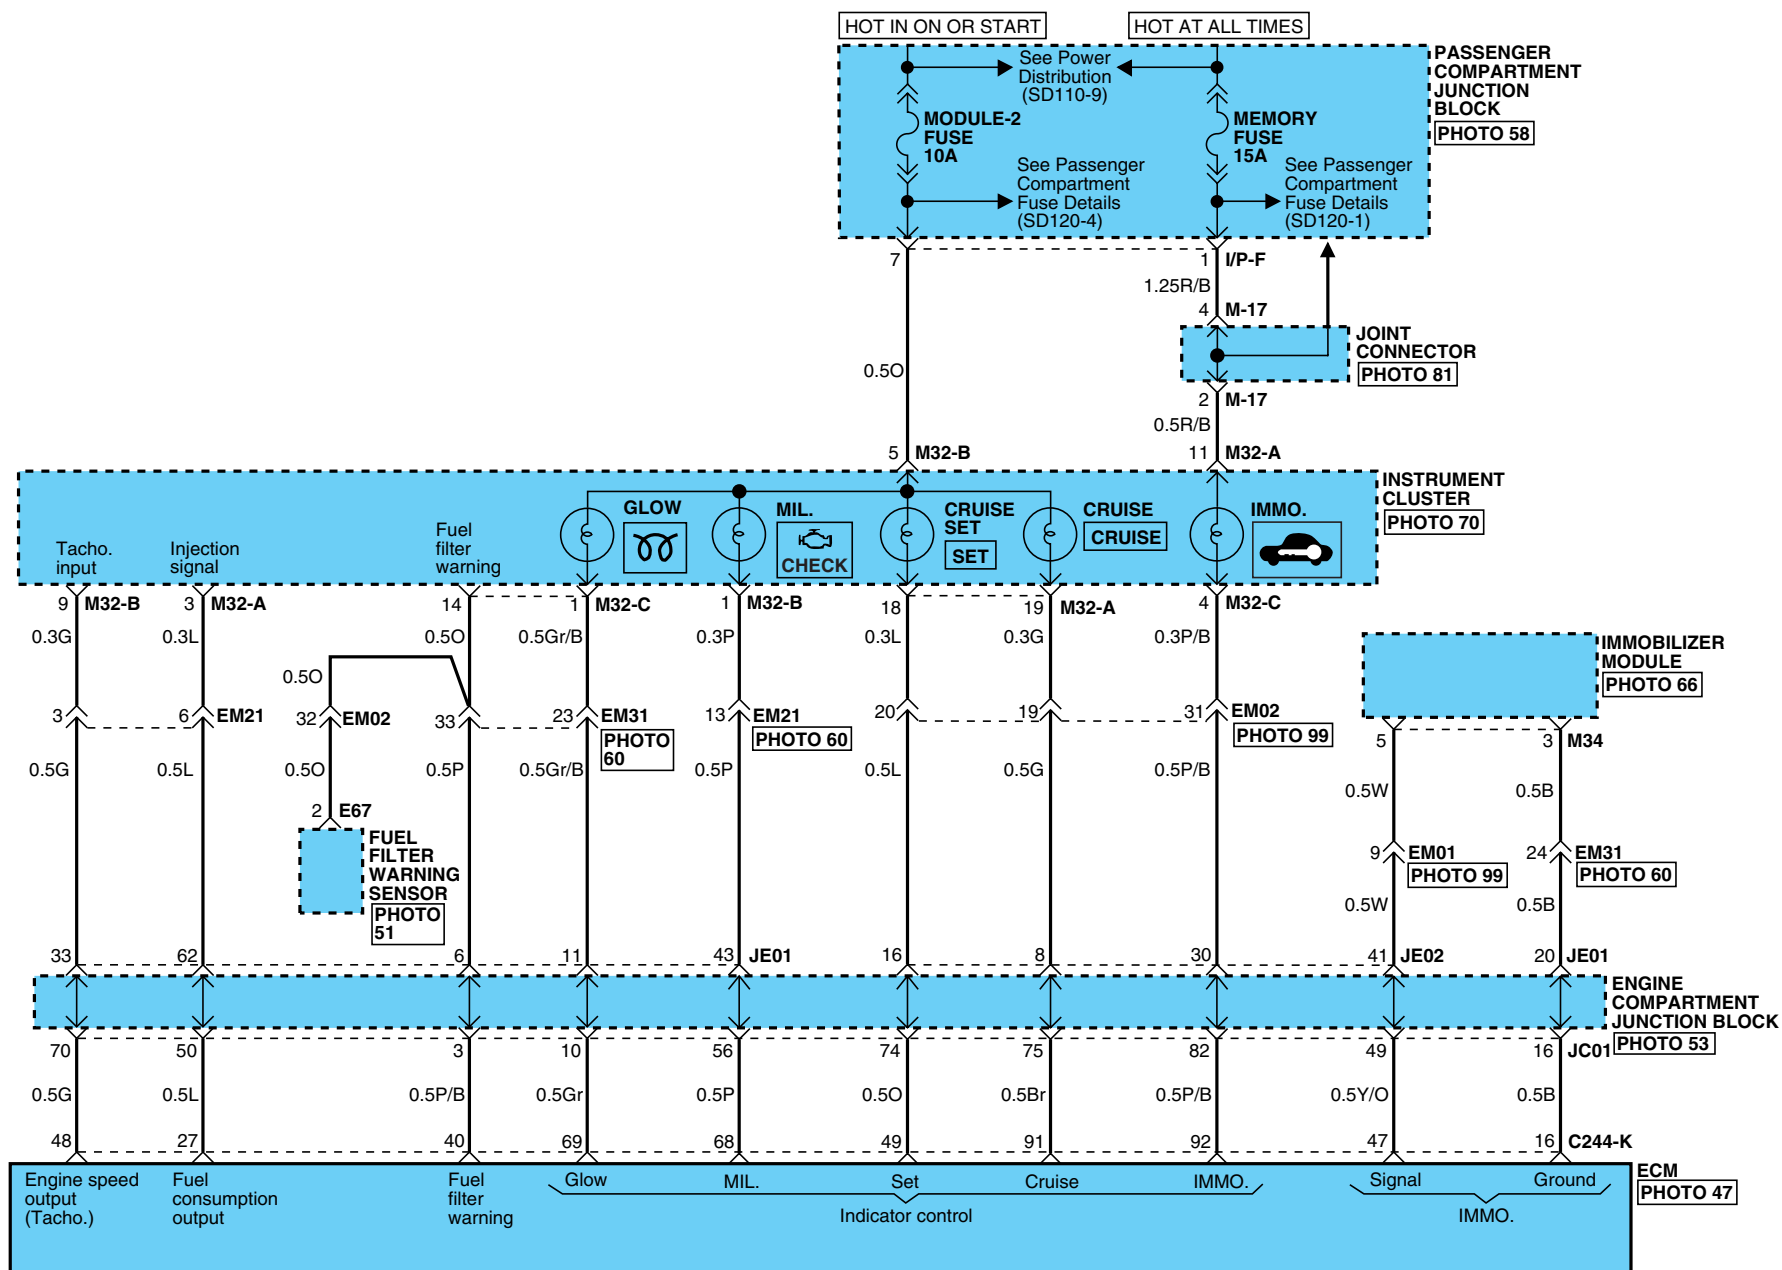 HOT IN ON OR START
HOT AT ALL TIMES
See Power
Distribution
(SD110-9)
PASSENGER
COMPARTMENT
JUNCTION
BLOCK
PHOTO 58
MODULE-2
FUSE
10A
MEMORY
FUSE
15A
See Passenger
Compartment
Fuse Details
(SD120-4)
See Passenger
Compartment
Fuse Details
(SD120-1)
7
1 I/P-F
1.25R/B
4 M-17
JOINT
CONNECTOR
PHOTO 81
0.5O
2 M-17
0.5R/B
5 M32-B
11 M32-A
INSTRUMENT
CLUSTER
PHOTO 70
Tacho.
input
Injection
signal
Fuel
filter
warning
GLOW
MIL.
CHECK
CRUISE
SET
SET
CRUISE
CRUISE
IMMO.
9 M32-B
3 M32-A
14
1 M32-C
1 M32-B
18
19 M32-A
4 M32-C
0.3G
0.3L
0.5O
0.5Gr/B
0.3P
0.3L
0.3G
0.3P/B
IMMOBILIZER
MODULE
PHOTO 66
0.5O
3
6 EM21
32 EM02
33
23 EM31
PHOTO
60
13 EM21
PHOTO 60
20
19
31 EM02
PHOTO 99
5
3 M34
0.5G
0.5L
0.5O
0.5P
0.5Gr/B
0.5P
0.5L
0.5G
0.5P/B
0.5W
0.5B
2 E67
FUEL
FILTER
WARNING
SENSOR
PHOTO
51
9 EM01
PHOTO 99
24 EM31
PHOTO 60
0.5W
0.5B
33
62
6
11
43 JE01
16
8
30
41 JE02
20 JE01
ENGINE
COMPARTMENT
JUNCTION BLOCK
PHOTO 53
70
50
3
10
56
74
75
82
49
16 JC01
0.5G
0.5L
0.5P/B
0.5Gr
0.5P
0.5O
0.5Br
0.5P/B
0.5Y/O
0.5B
48
27
40
69
68
49
91
92
47
16 C244-K
ECM
PHOTO 47
Engine speed
output
(Tacho.)
Fuel
consumption
output
Fuel
filter
warning
Glow
MIL.
Set
Cruise
IMMO.
Indicator control
Signal
Ground
IMMO.